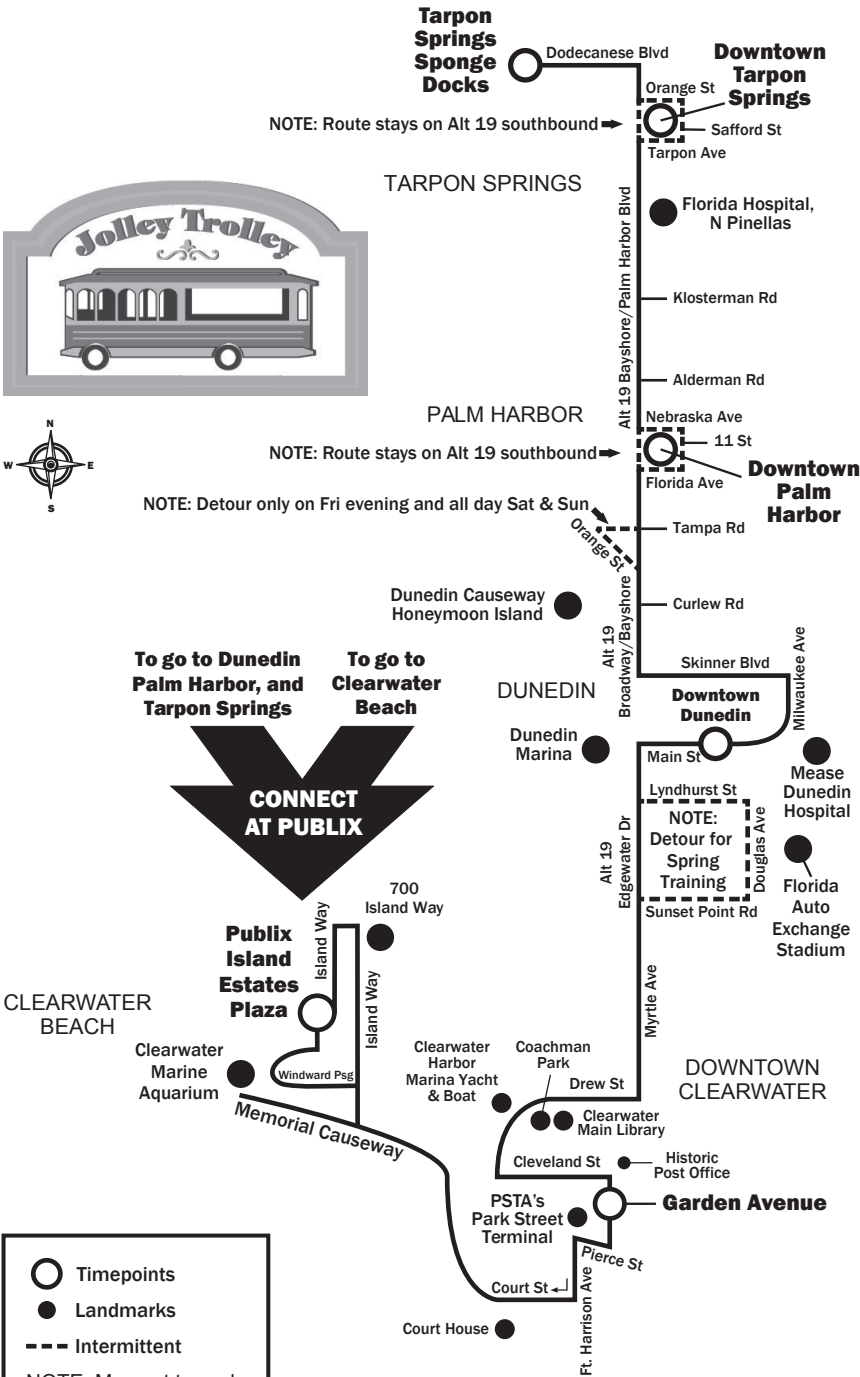 Tarpon
Springs
Sponge
Docks
Dodecanese Blvd
Downtown
Tarpon
Springs
Orange St
NOTE: Route stays on Alt 19 southbound
Safford St
Tarpon Ave
TARPON SPRINGS
Jolley Trolley
Florida Hospital,
N Pinellas
Alt 19 Bayshore/Palm Harbor Blvd
Klosterman Rd
Alderman Rd
PALM HARBOR
Nebraska Ave
11 St
NOTE: Route stays on Alt 19 southbound
Florida Ave
Downtown
Palm
Harbor
N
W
E
S
NOTE: Detour only on Fri evening and all day Sat & Sun
Orange St
Tampa Rd
Dunedin Causeway
Honeymoon Island
Curlew Rd
Alt 19
Broadway/Bayshore
Skinner Blvd
Milwaukee Ave
To go to Dunedin
Palm Harbor, and
Tarpon Springs
To go to
Clearwater
Beach
CONNECT
AT PUBLIX
DUNEDIN
Downtown
Dunedin
Dunedin
Marina
Main St
Mease
Dunedin
Hospital
Lyndhurst St
NOTE:
Detour for
Spring
Training
Douglas Ave
Alt 19
Edgewater Dr
Florida
Auto
Exchange
Stadium
Sunset Point Rd
700
Island Way
Island Way
Publix
Island
Estates
Plaza
Island Way
CLEARWATER
BEACH
Clearwater
Marine
Aquarium
Windward Psg
Memorial Causeway
Myrtle Ave
Clearwater
Harbor
Marina Yacht
& Boat
Coachman
Park
Drew St
DOWNTOWN
CLEARWATER
Clearwater
Main Library
Cleveland St
Historic
Post Office
PSTA's
Park Street
Terminal
Garden Avenue
Pierce St
Court St
Ft. Harrison Ave
Court House
Timepoints
Landmarks
Intermittent